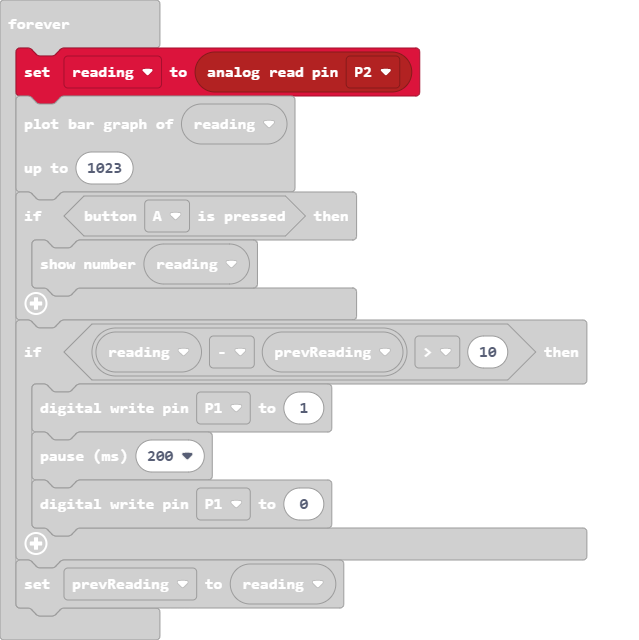 forever
set reading to analog read pin P2
plot bar graph of reading
up to 1023
if button A is pressed then
show number reading
if reading - prevReading > 10 then
digital write pin P1 to 1
pause (ms) 200
digital write pin P1 to 0
set prevReading to reading